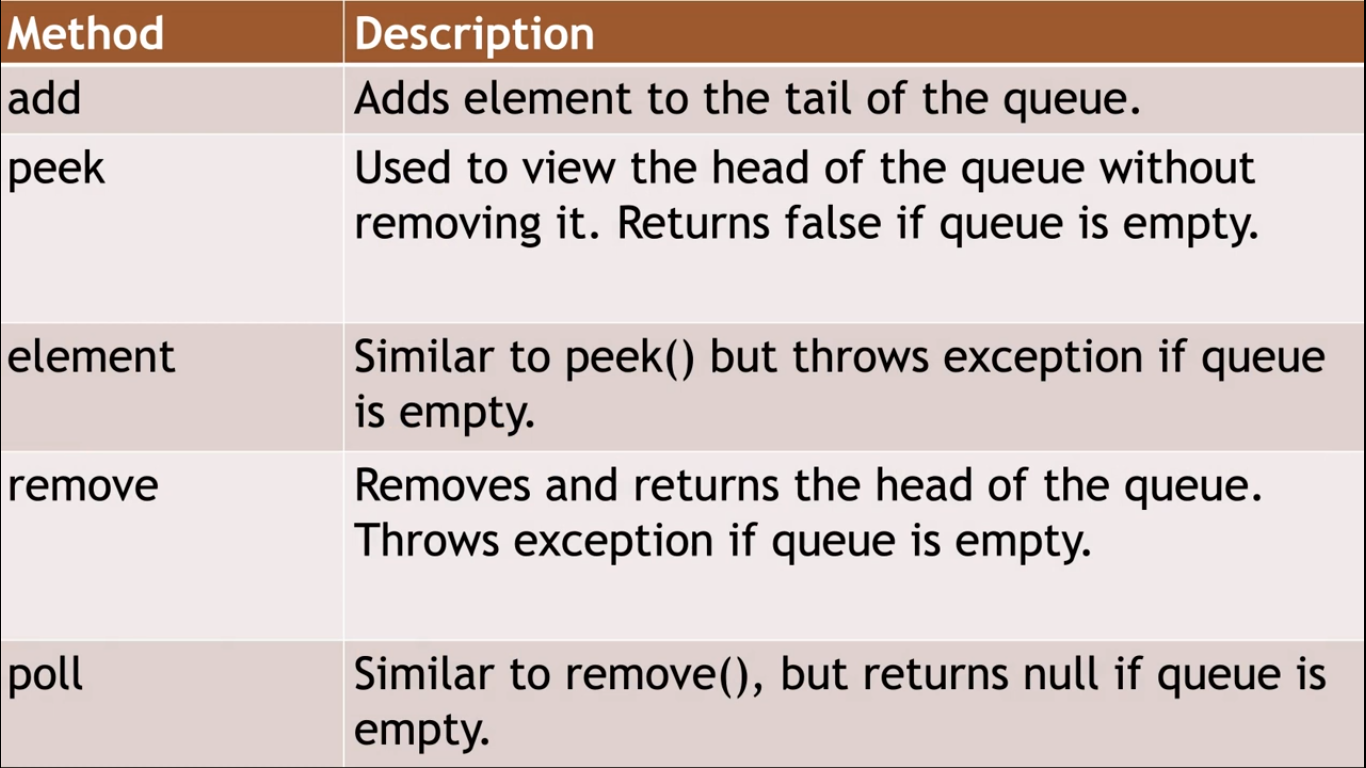 Method Description
add Adds element to the tail of the queue.
peek Used to view the head of the queue without
removing it. Returns false if queue is empty.
element Similar to peek() but throws exception if queue
is empty.
remove Removes and returns the head of the queue.
Throws exception if queue is empty.
poll Similar to remove(), but returns null if queue is
empty.